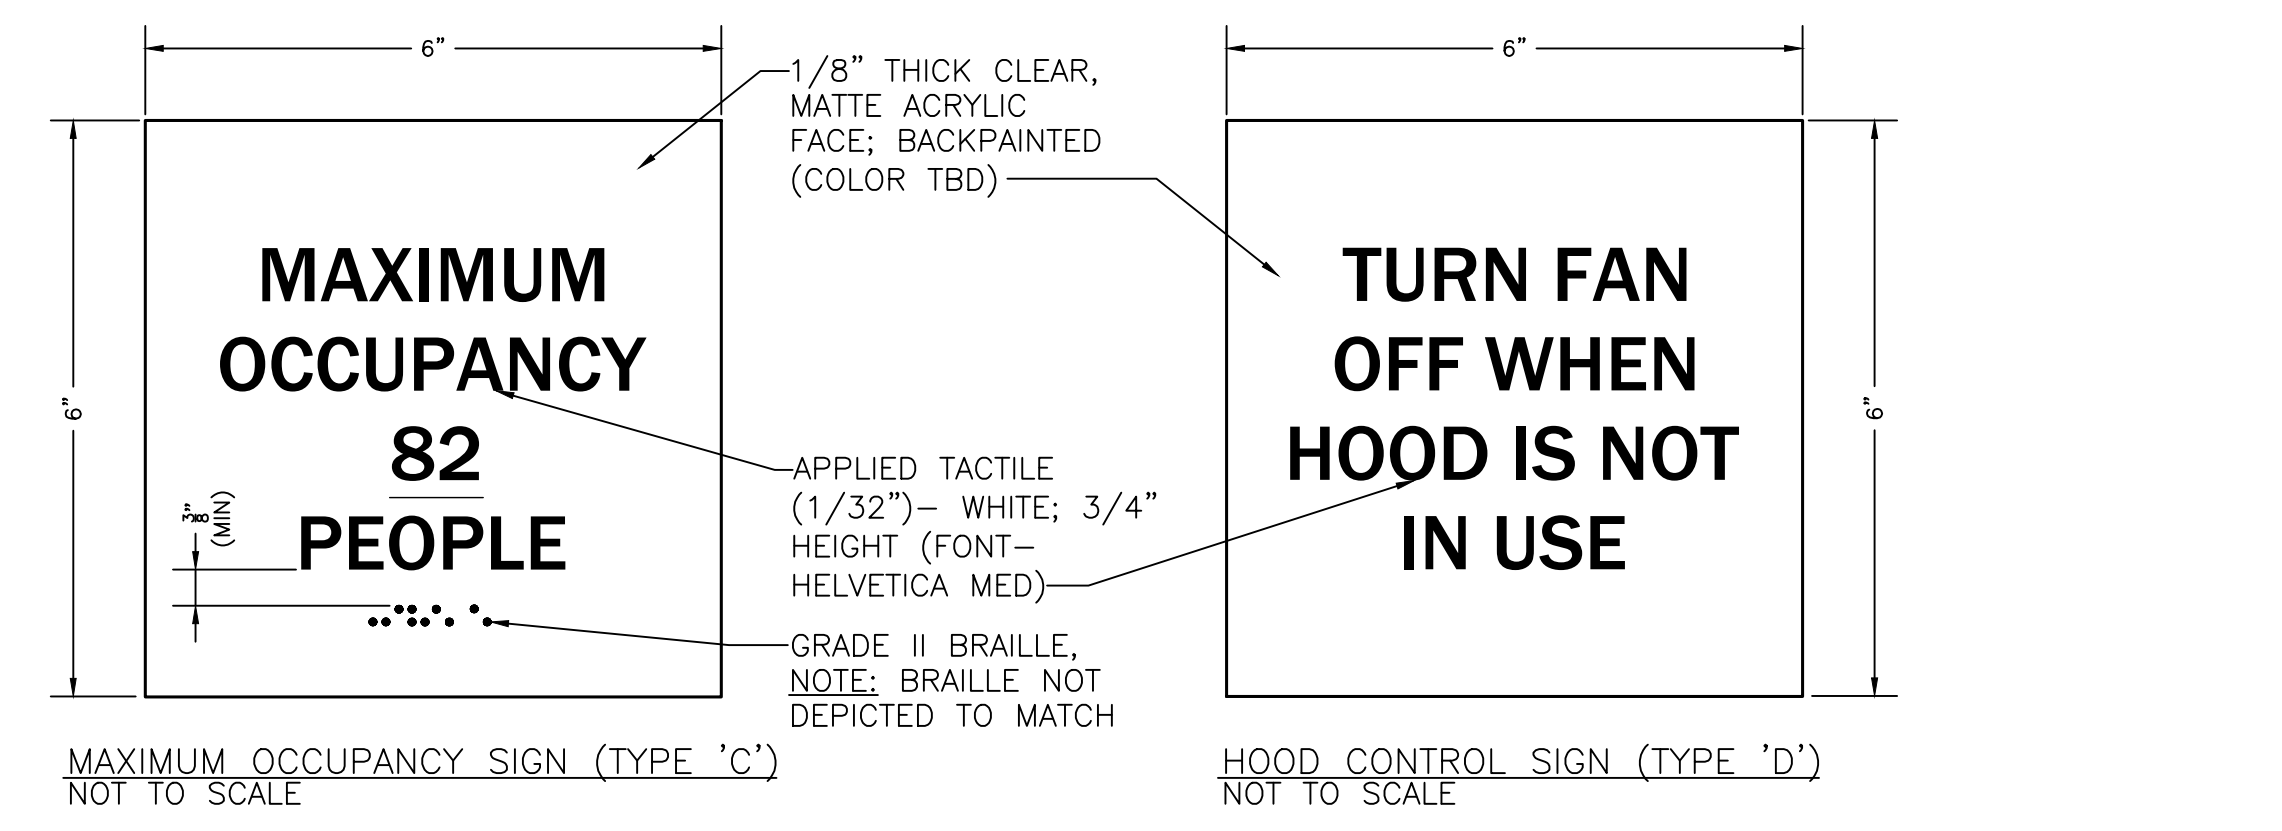 6”
6”
1/8” THICK CLEAR,
MATTE ACRYLIC
FACE; BACKPAINTED
(COLOR TBD)
MAXIMUM
OCCUPANCY
82
PEOPLE
6”
3/8”
(MIN)
APPLIED TACTILE
(1/32”)– WHITE; 3/4”
HEIGHT (FONT–
HELVETICA MED)
GRADE II BRAILLE,
NOTE: BRAILLE NOT
DEPICTED TO MATCH
TURN FAN
OFF WHEN
HOOD IS NOT
IN USE
6”
MAXIMUM OCCUPANCY SIGN (TYPE 'C')
NOT TO SCALE
HOOD CONTROL SIGN (TYPE 'D')
NOT TO SCALE